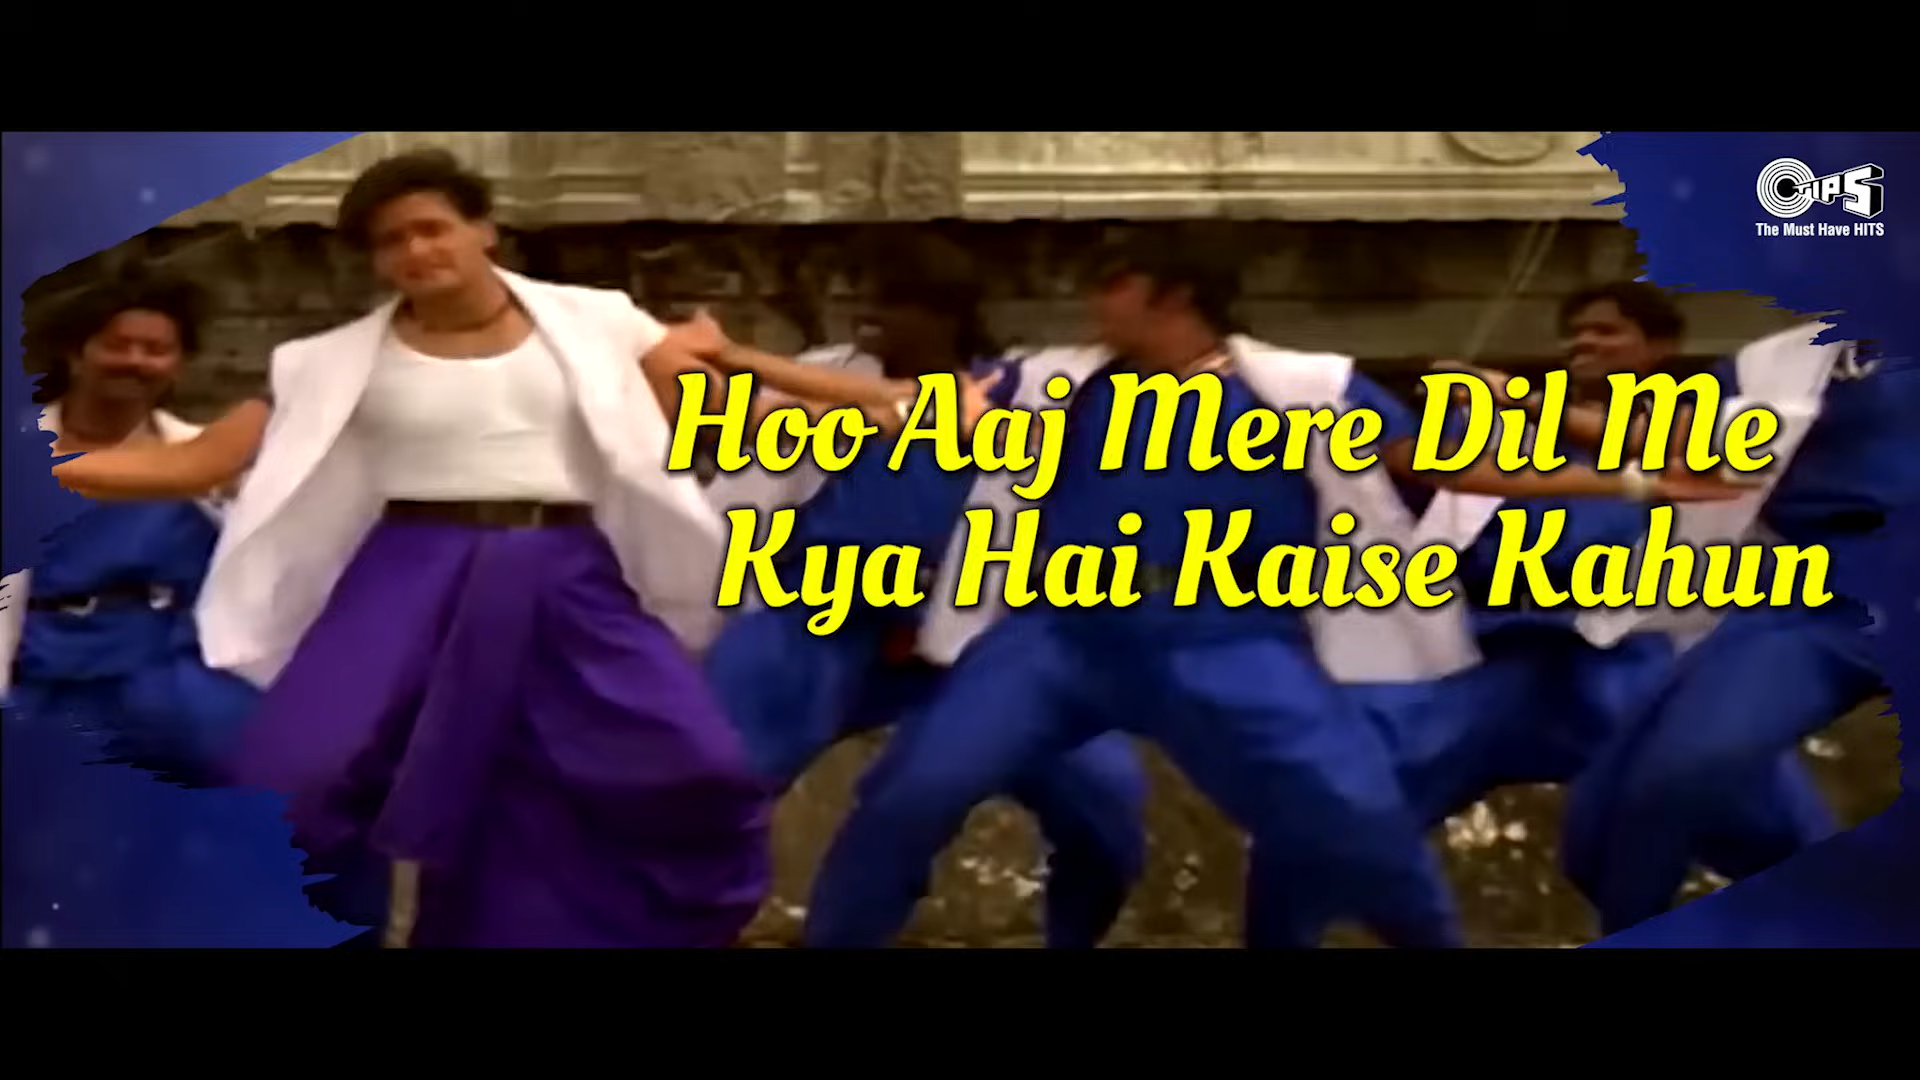 TIPS
The Must Have HITS
Hoo Aaj Mere Dil Me
Kya Hai Kaise Kahun